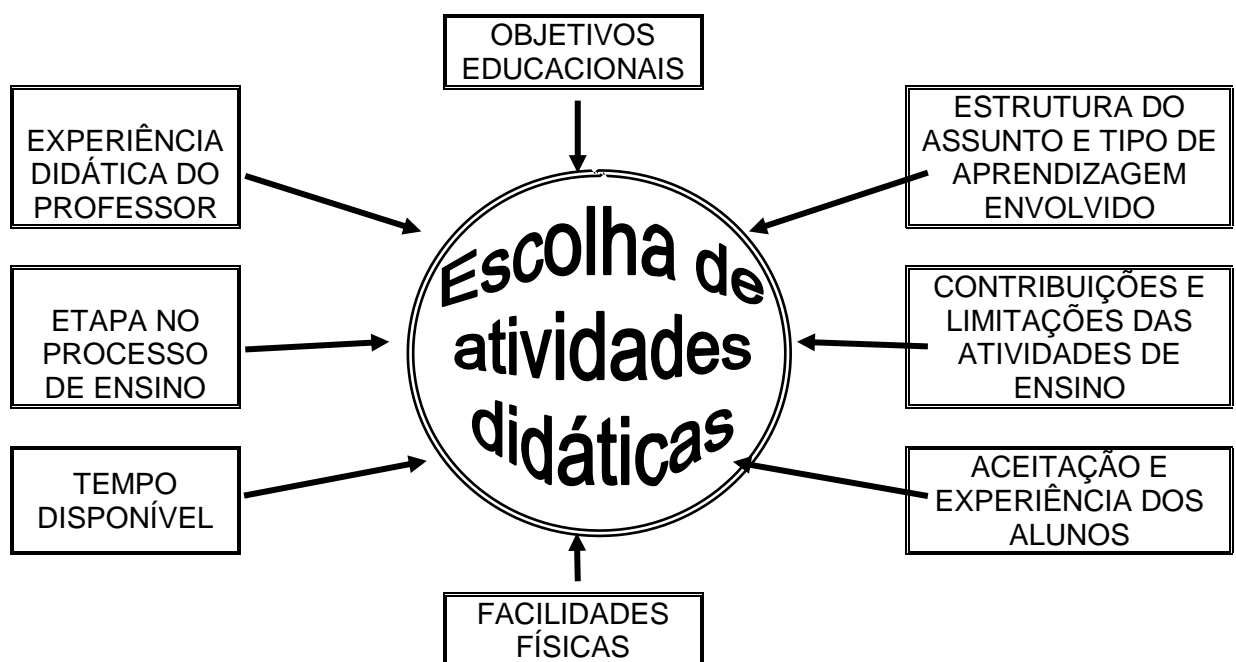 OBJETIVOS
EDUCACIONAIS
EXPERIÊNCIA
DIDÁTICA DO
PROFESSOR
ESTRUTURA DO
ASSUNTO E TIPO DE
APRENDIZAGEM
ENVOLVIDO
Escolha de
atividades
didáticas
ETAPA NO
PROCESSO
DE ENSINO
CONTRIBUIÇÕES E
LIMITAÇÕES DAS
ATIVIDADES DE
ENSINO
TEMPO
DISPONÍVEL
ACEITAÇÃO E
EXPERIÊNCIA DOS
ALUNOS
FACILIDADES
FÍSICAS